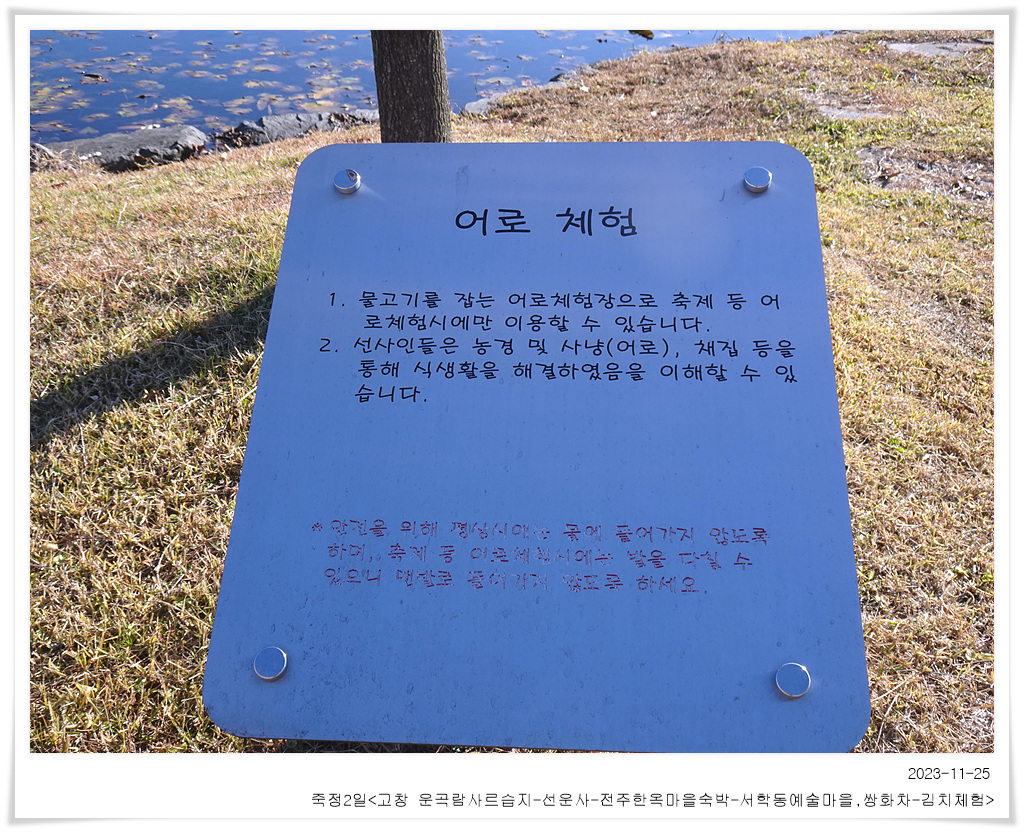 어로 체험
1. 물고기를 잡는 어로체험장으로 축제 등 어
로체험시에만 이용할 수 있습니다.
2. 선사인들은 농경 및 사냥(어로), 채집 등을
통해 식생활을 해결하였음을 이해할 수 있
습니다.
※ 안전을 위해 평상시에는 못에 들어가지 않도록
하며, 축제 등 어로체험시에는 발을 다칠 수
있으니 맨발로 들어가지 않도록 하세요.
2023-11-25
죽정2일<고창 운곡람사르습지-선운사-전주한옥마을숙박-서학동예술마을,쌍화차-김치체험>